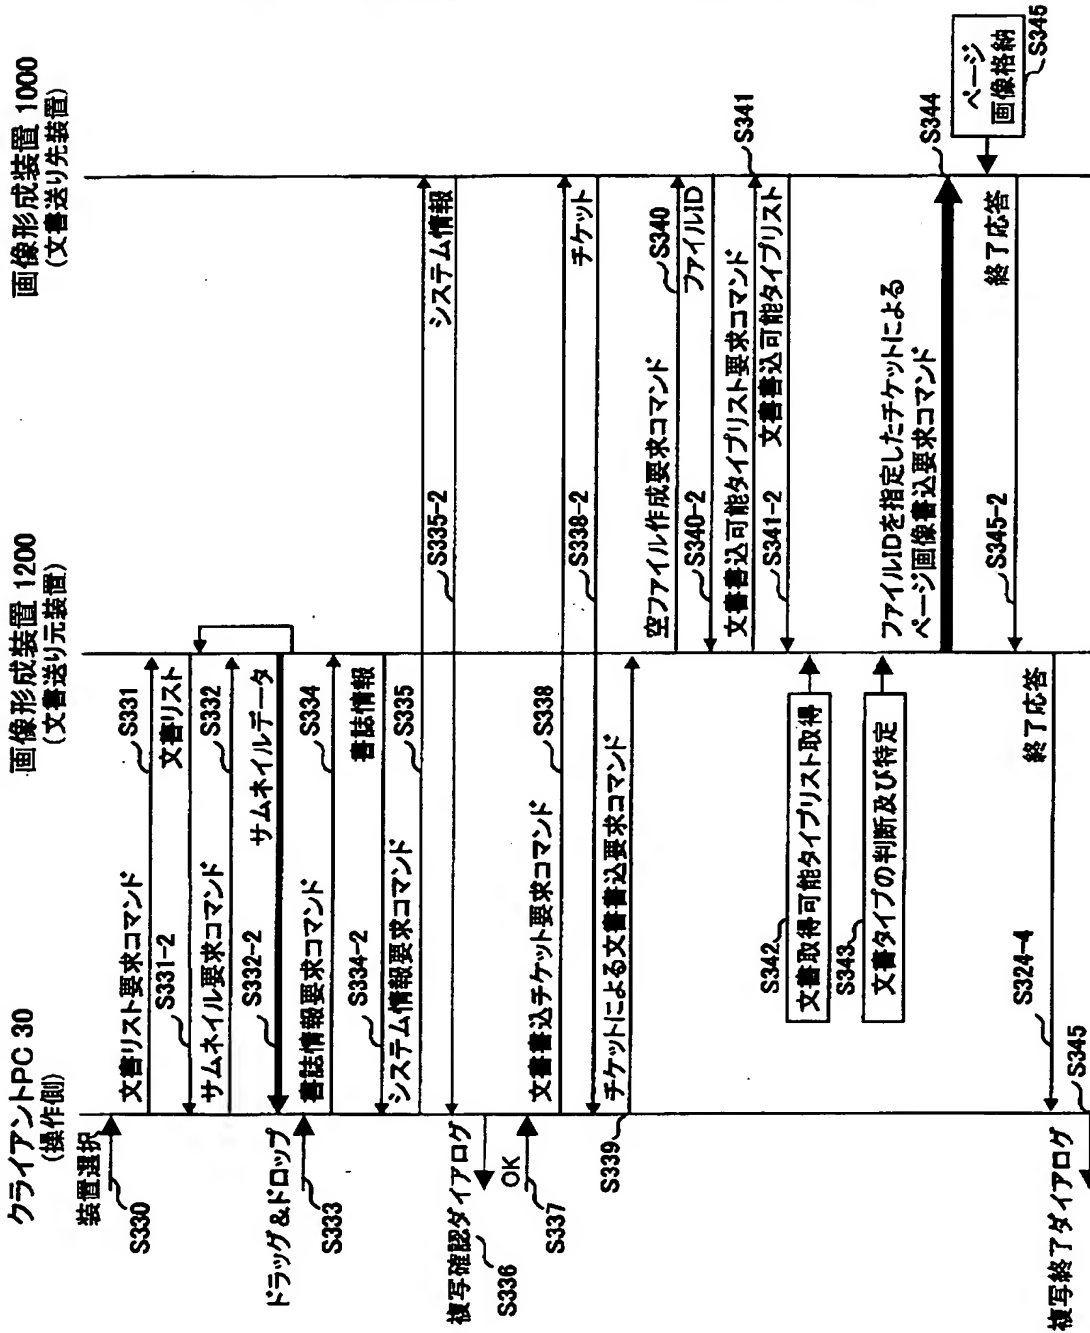 クライアントPC 30
(操作側)
画像形成装置 1200
(文書送り元装置)
画像形成装置 1000
(文書送り先装置)
装置選択
S330
文書リスト要求コマンド
S331
S331-2
文書リスト
サムネイル要求コマンド
S332
S332-2
サムネイルデータ
ドラッグ&ドロップ
S333
書誌情報要求コマンド
S334
S334-2
書誌情報
システム情報要求コマンド
S335
S335-2
システム情報
複写確認ダイアログ
S336
OK
S337
文書書込チケット要求コマンド
S338
S338-2
チケット
S339
チケットによる文書書込要求コマンド
空ファイル作成要求コマンド
S340
S340-2
ファイルID
文書書込可能タイプリスト要求コマンド
S341
S341-2
文書書込可能タイプリスト
S342
文書取得可能タイプリスト取得
S343
文書タイプの判断及び特定
ファイルIDを指定したチケットによる
ページ画像書込要求コマンド
S344
ページ
画像格納
S345
S345-2
終了応答
S324-4
終了応答
複写終了ダイアログ
S345